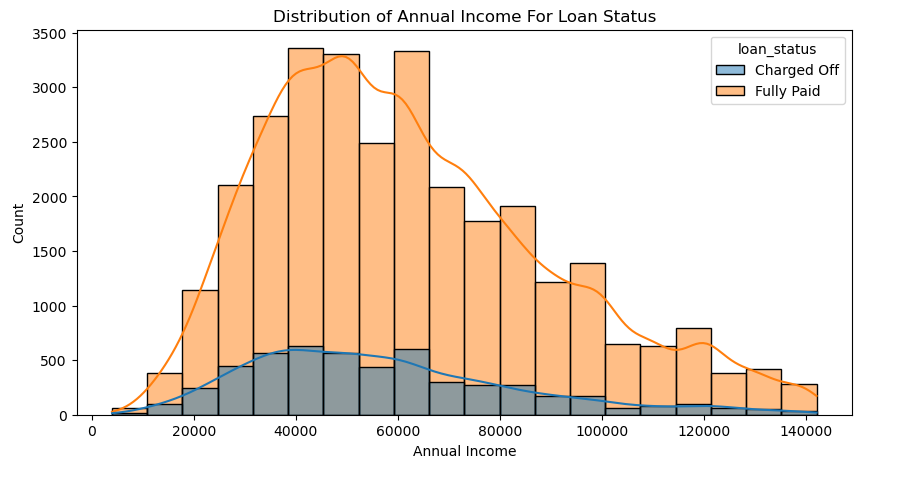 Distribution of Annual Income For Loan Status
3500
3000
2500
2000
1500
1000
500
0
Count
loan_status
Charged Off
Fully Paid
0 20000 40000 60000 80000 100000 120000 140000
Annual Income